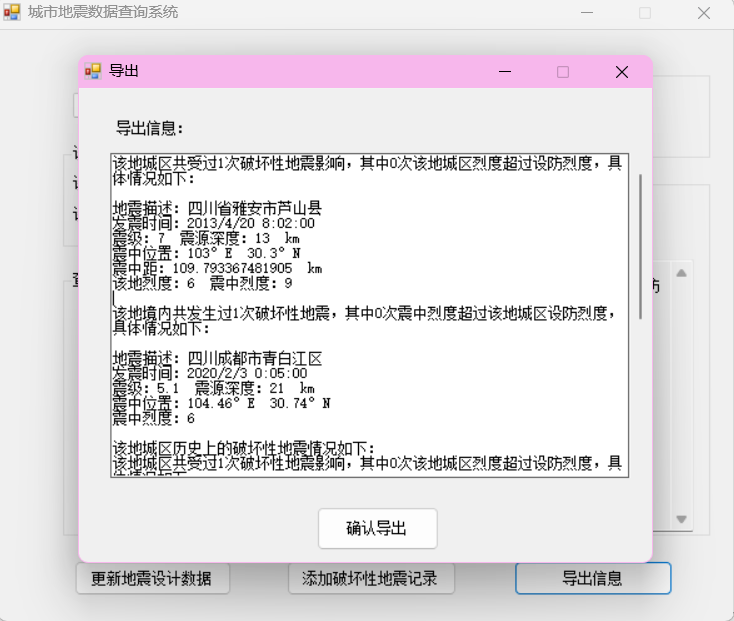 城市地震数据查询系统
导出
导出信息:
该地城区共受过1次破坏性地震影响，其中0次该地城区烈度超过设防烈度，具
体情况如下:
地震描述: 四川省雅安市芦山县
发震时间: 2013/4/20 8:02:00
震级: 7 震源深度: 13 km
震中位置: 103° E 30.3° N
震中距: 109.793367481905 km
该地烈度: 6 震中烈度: 9
该地境内共发生过1次破坏性地震，其中0次震中烈度超过该地城区设防烈度，
具体情况如下:
地震描述: 四川成都市青白江区
发震时间: 2020/2/3 0:05:00
震级: 5.1 震源深度: 21 km
震中位置: 104.46° E 30.74° N
震中烈度: 6
该地城区历史上的破坏性地震情况如下:
该地城区共受过1次破坏性地震影响，其中0次该地城区烈度超过设防烈度，具
确认导出
更新地震设计数据
添加破坏性地震记录
导出信息